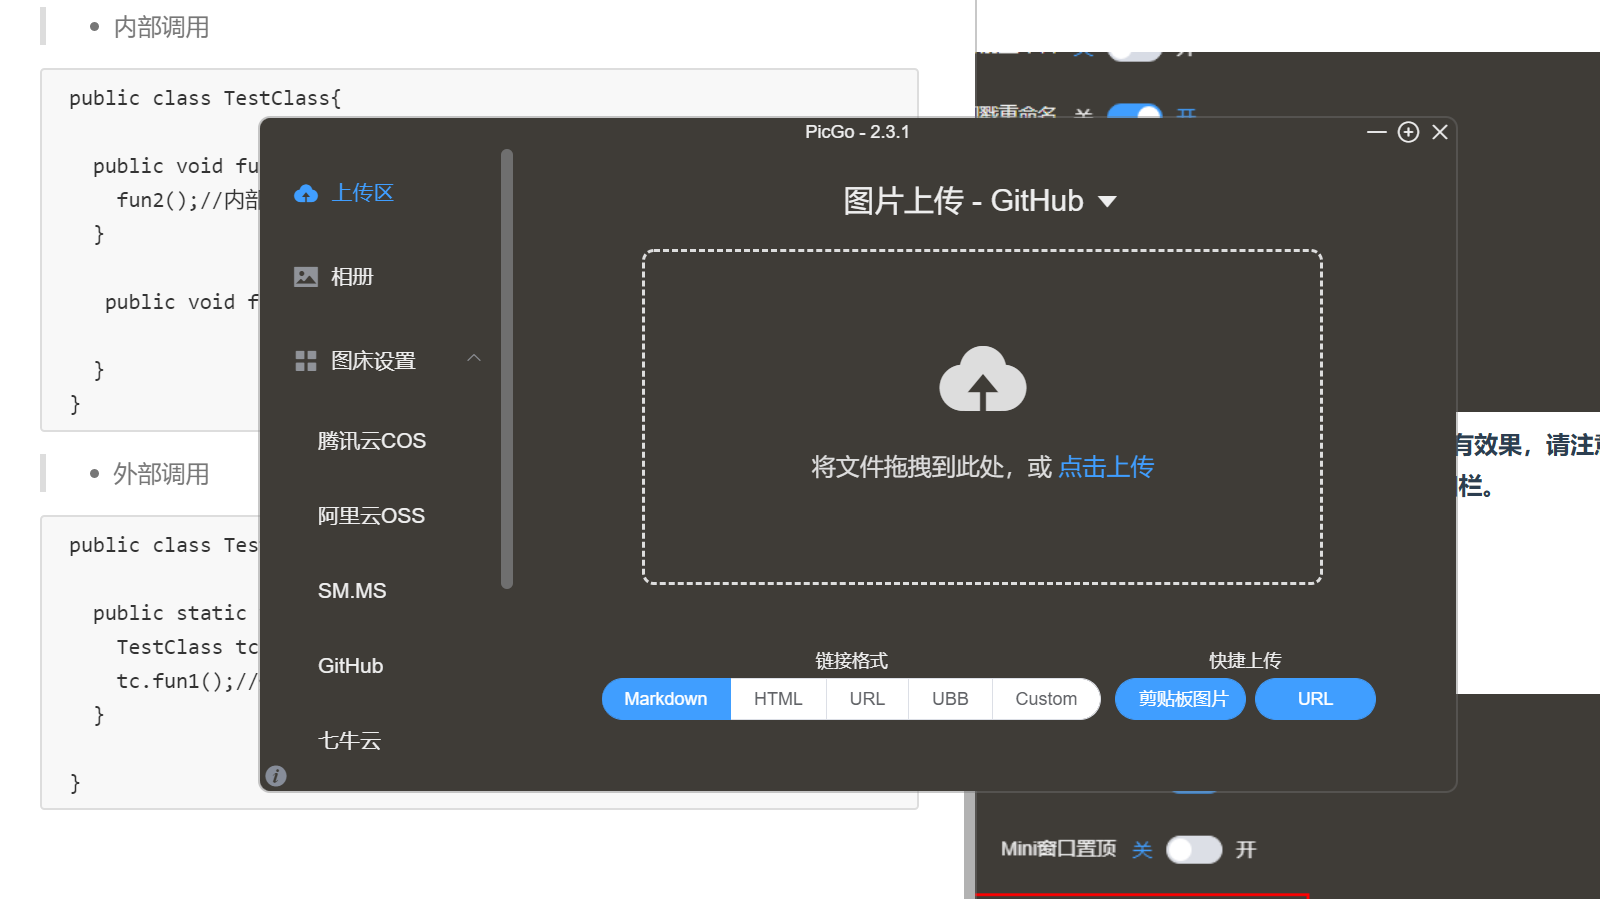 内部调用
public class TestClass{
public void fu
fun2();//内部
}
public void f
}
}
外部调用
public class Tes
public static
TestClass tc
tc.fun1();//
}
}
重命名 关 开
PicGo - 2.3.1
上传区
相册
图床设置
腾讯云COS
阿里云OSS
SM.MS
GitHub
七牛云
图片上传 - GitHub
将文件拖拽到此处，或 点击上传
链接格式
Markdown HTML URL UBB Custom
快捷上传
剪贴板图片 URL
有效果，请注意
栏。
Mini窗口置顶 关 开